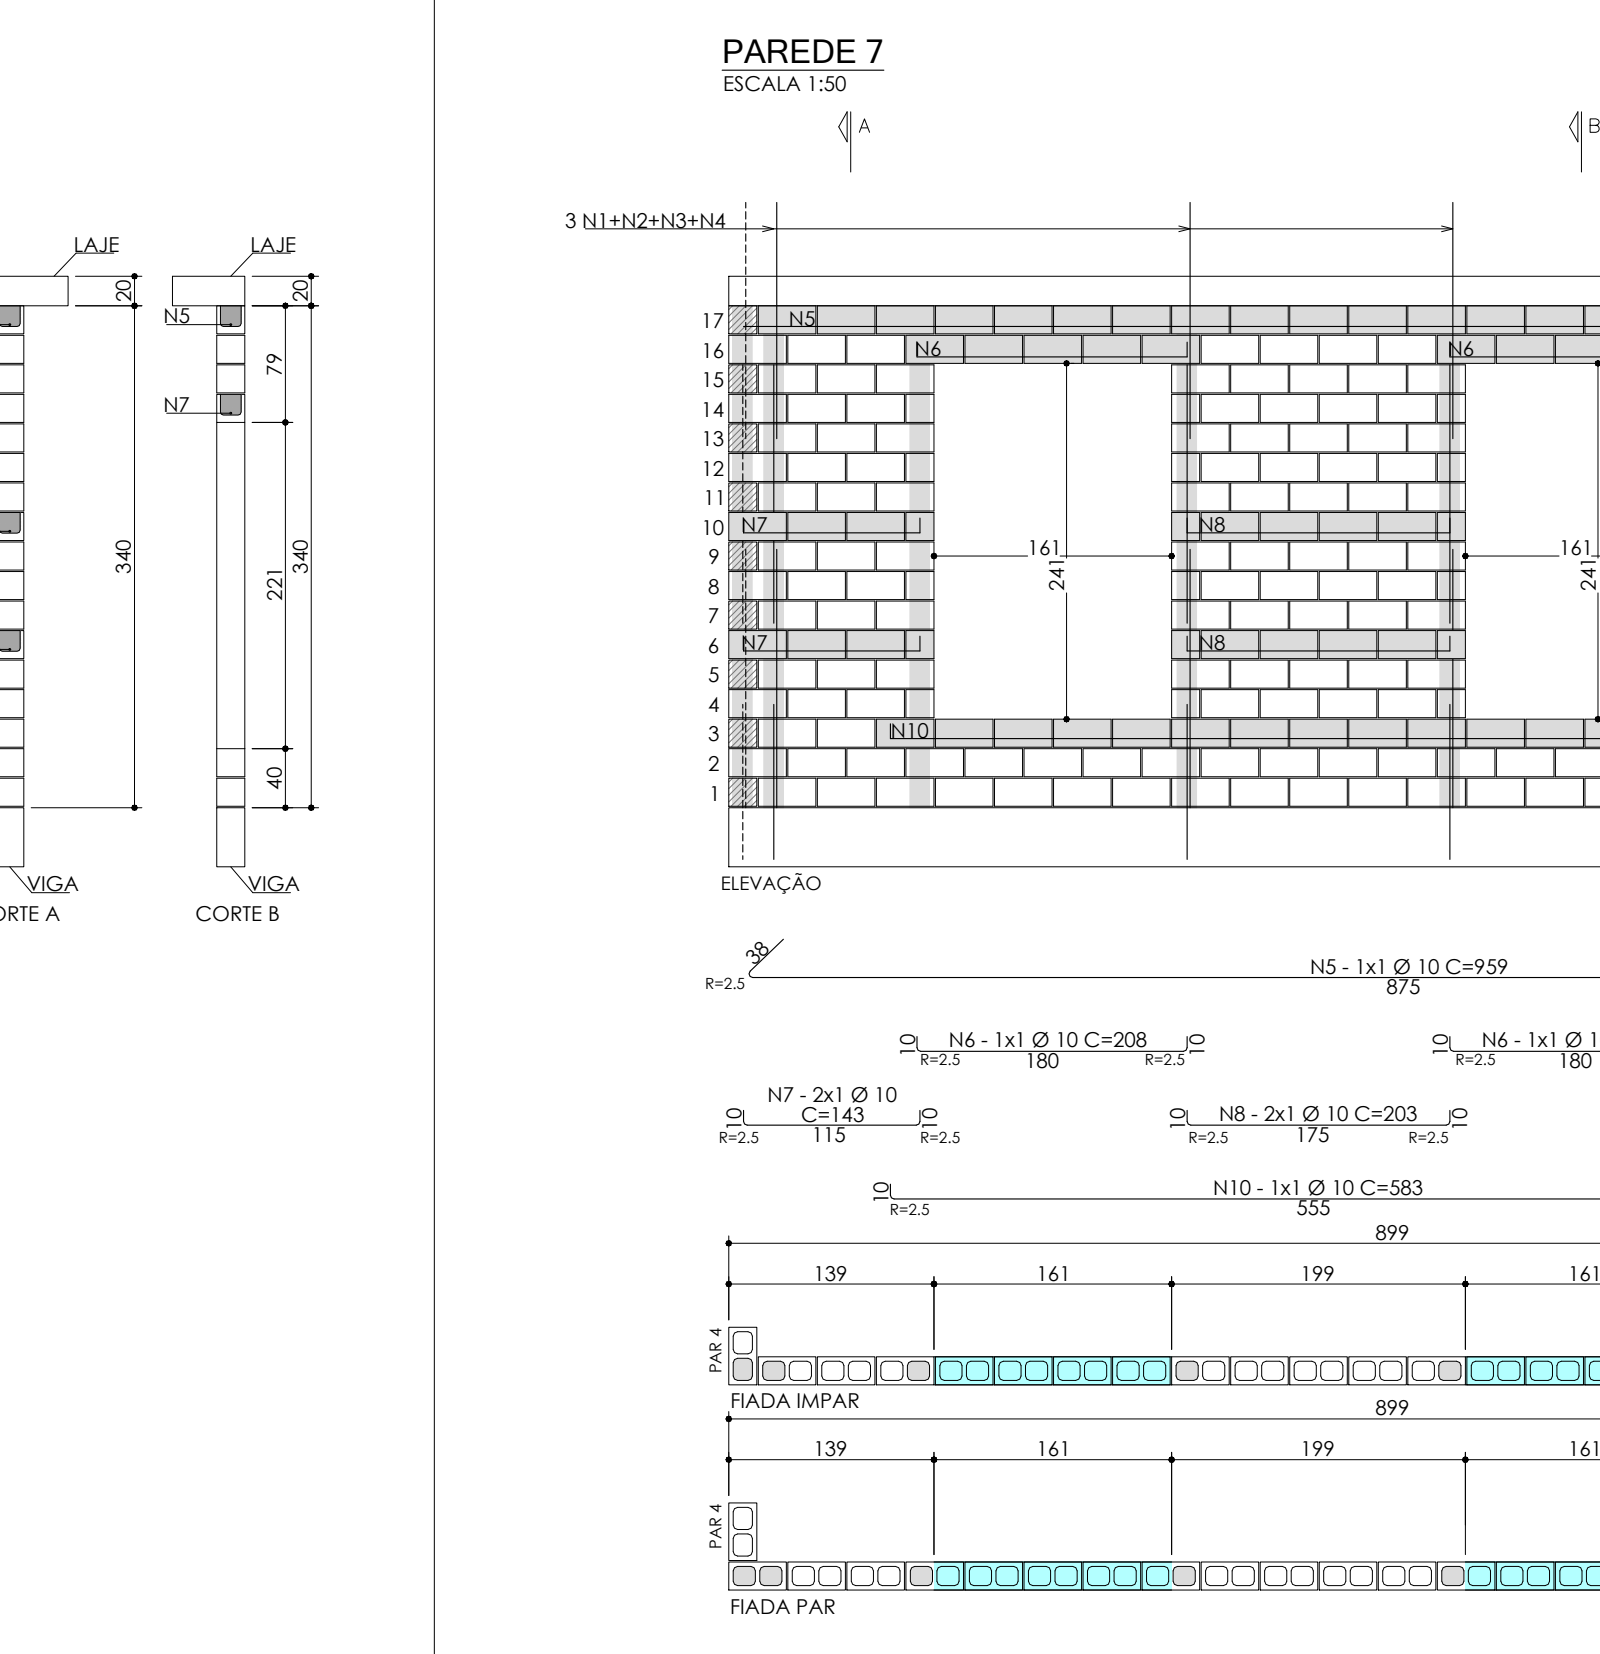 PAREDE 7
ESCALA 1:50
A
B
3 N1+N2+N3+N4
LAJE
LAJE
20
20
N5
N7
79
340
221
340
40
VIGA
VIGA
CORTE B
17
16
15
14
13
12
11
10
9
8
7
6
5
4
3
2
1
N5
N6
N6
N7
N8
161
241
161
241
N7
N8
N10
ELEVAÇÃO
38
R=2.5
N5 - 1x1 Ø 10 C=959
875
10
N6 - 1x1 Ø 10 C=208
10
R=2.5
180
R=2.5
10
N6 - 1x1 Ø 1
R=2.5
180
N7 - 2x1 Ø 10
10
C=143
10
R=2.5
115
R=2.5
10
N8 - 2x1 Ø 10 C=203
10
R=2.5
175
R=2.5
10
N10 - 1x1 Ø 10 C=583
R=2.5
555
899
139
161
199
161
PAR 4
FIADA IMPAR
899
139
161
199
161
PAR 4
FIADA PAR